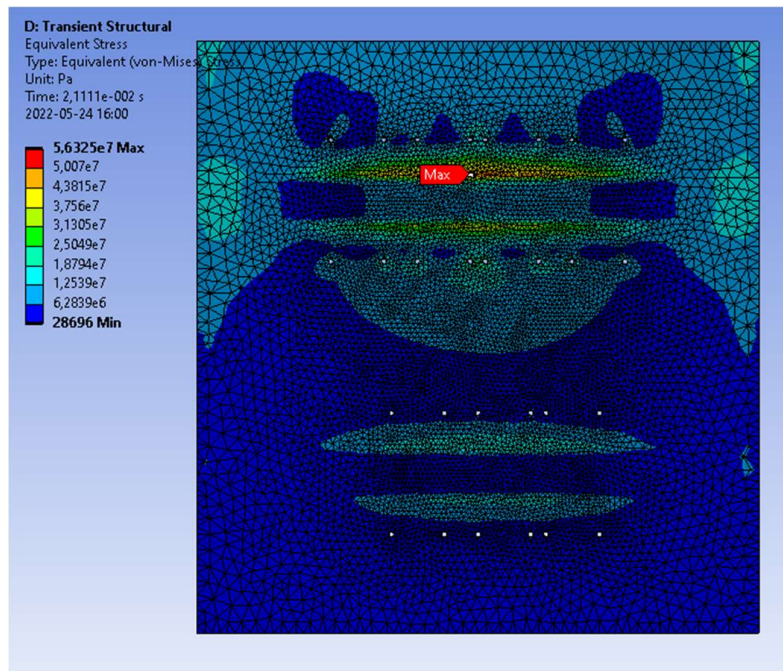 D: Transient Structural
Equivalent Stress
Type: Equivalent (von-Mises) Stress
Unit: Pa
Time: 2,1111e-002 s
2022-05-24 16:00
5,6325e7 Max
5,007e7
4,3815e7
3,756e7
3,1305e7
2,5049e7
1,8794e7
1,2539e7
6,2839e6
28696 Min
Max